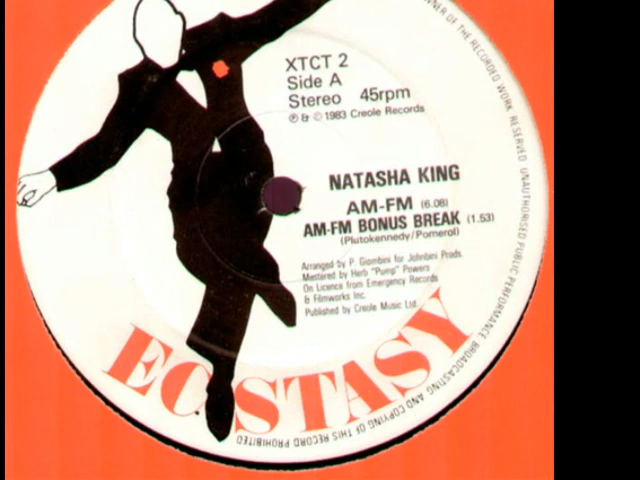 XTCT 2
Side A
Stereo 45rpm
℗ & © 1983 Creole Records
NATASHA KING
AM-FM (6.08)
AM-FM BONUS BREAK (1.53)
(Plutokennedy/Pomerol)
Arranged by P. Giombini for Johnbini Prods.
Mastered by Herb "Pump" Powers
On Licence from Emergency Records
& Filmworks Inc.
Published by Creole Music Ltd.
ECSTASY
OWNER OF THE RECORDED WORK RESERVED UNAUTHORISED PUBLIC PERFORMANCE BROADCASTING AND COPYING OF THIS RECORD PROHIBITED